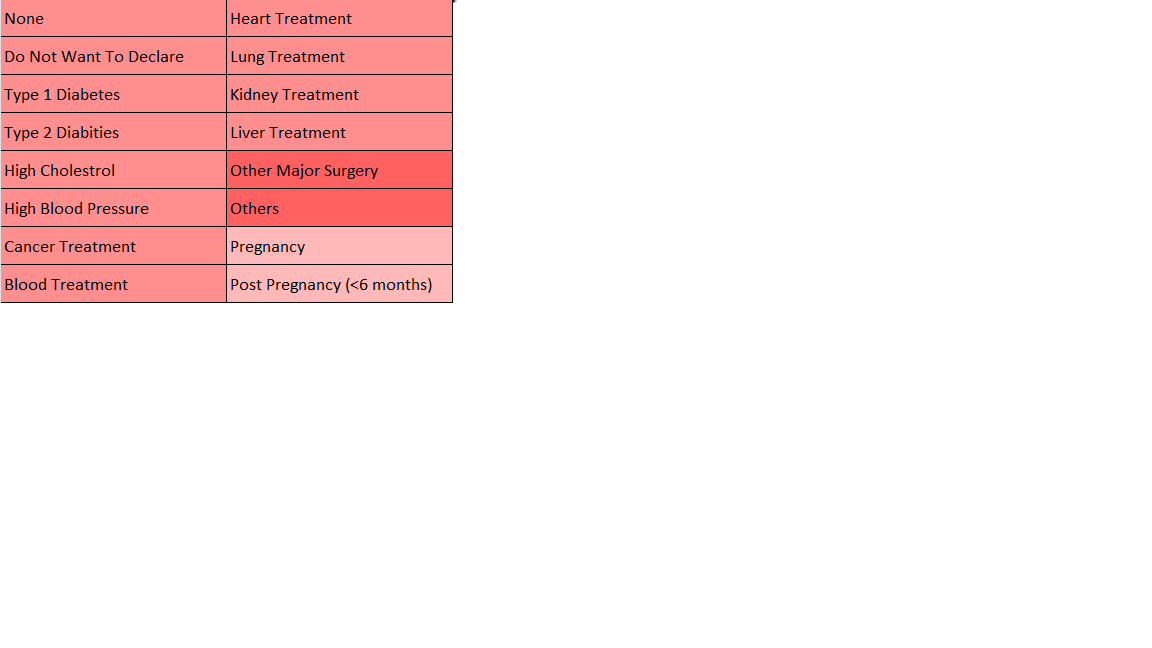 None
Heart Treatment
Do Not Want To Declare
Lung Treatment
Type 1 Diabetes
Kidney Treatment
Type 2 Diabities
Liver Treatment
High Cholestrol
Other Major Surgery
High Blood Pressure
Others
Cancer Treatment
Pregnancy
Blood Treatment
Post Pregnancy (<6 months)